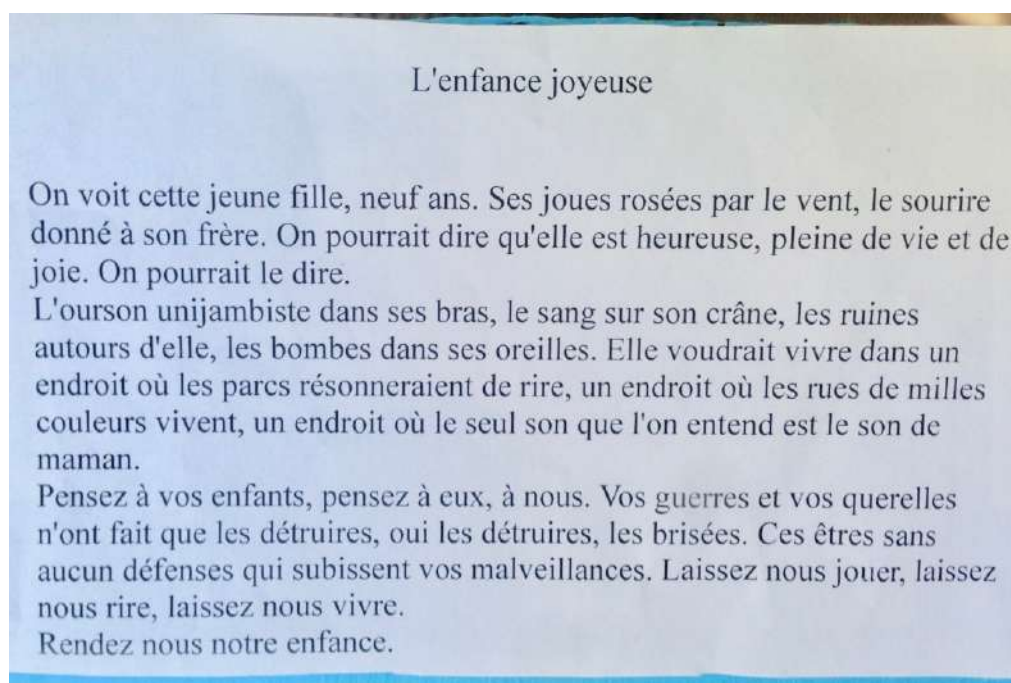 L'enfance joyeuse
On voit cette jeune fille, neuf ans. Ses joues rosées par le vent, le sourire
donné à son frère. On pourrait dire qu'elle est heureuse, pleine de vie et de
joie. On pourrait le dire.
L'ourson unijambiste dans ses bras, le sang sur son crâne, les ruines
autours d'elle, les bombes dans ses oreilles. Elle voudrait vivre dans un
endroit où les parcs résonneraient de rire, un endroit où les rues de milles
couleurs vivent, un endroit où le seul son que l'on entend est le son de
maman.
Pensez à vos enfants, pensez à eux, à nous. Vos guerres et vos querelles
n'ont fait que les détruires, oui les détruires, les brisées. Ces êtres sans
aucun défenses qui subissent vos malveillances. Laissez nous jouer, laissez
nous rire, laissez nous vivre.
Rendez nous notre enfance.